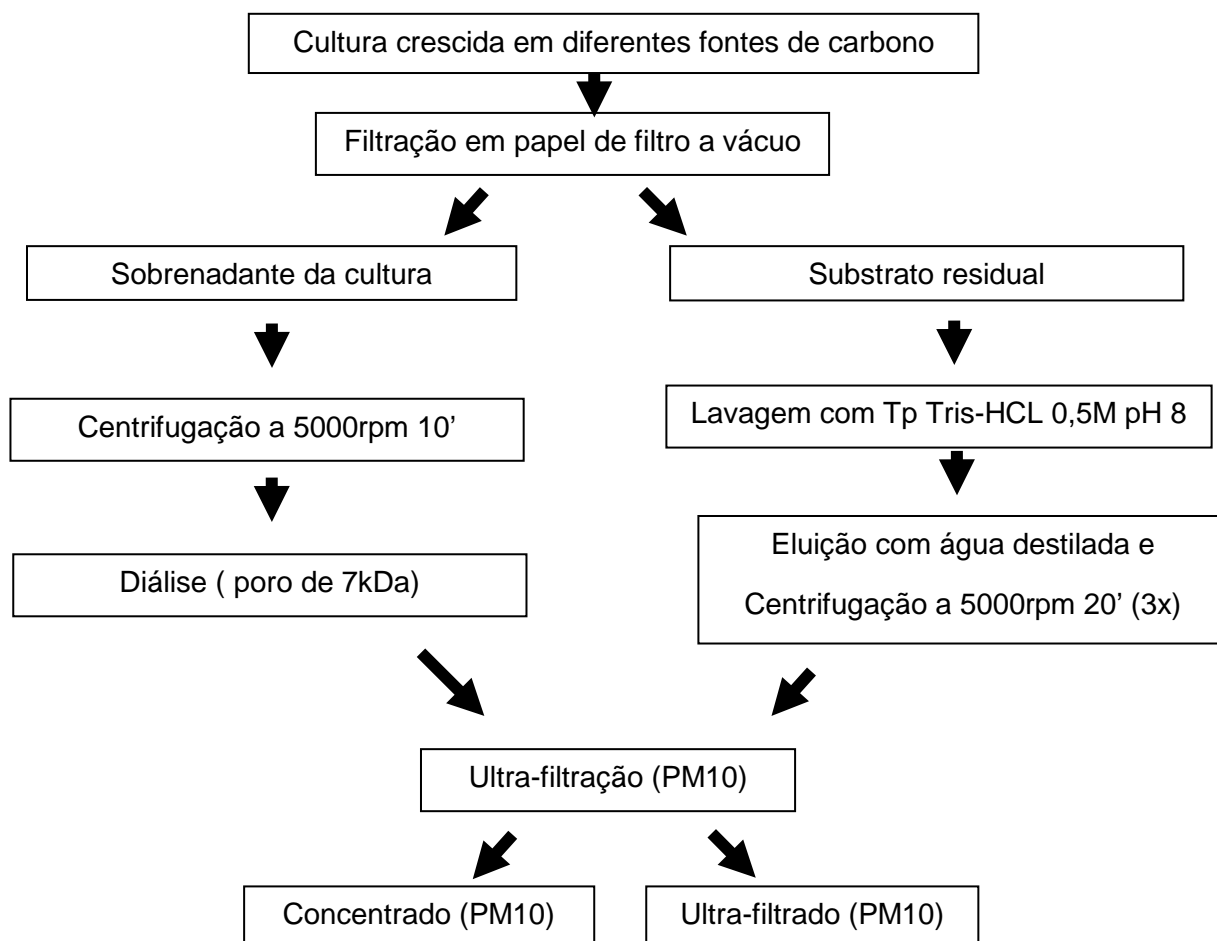 Cultura crescida em diferentes fontes de carbono
Filtração em papel de filtro a vácuo
Sobrenadante da cultura
Substrato residual
Centrifugação a 5000rpm 10’
Lavagem com Tp Tris-HCL 0,5M pH 8
Diálise ( poro de 7kDa)
Eluição com água destilada e
Centrifugação a 5000rpm 20’ (3x)
Ultra-filtração (PM10)
Concentrado (PM10)
Ultra-filtrado (PM10)